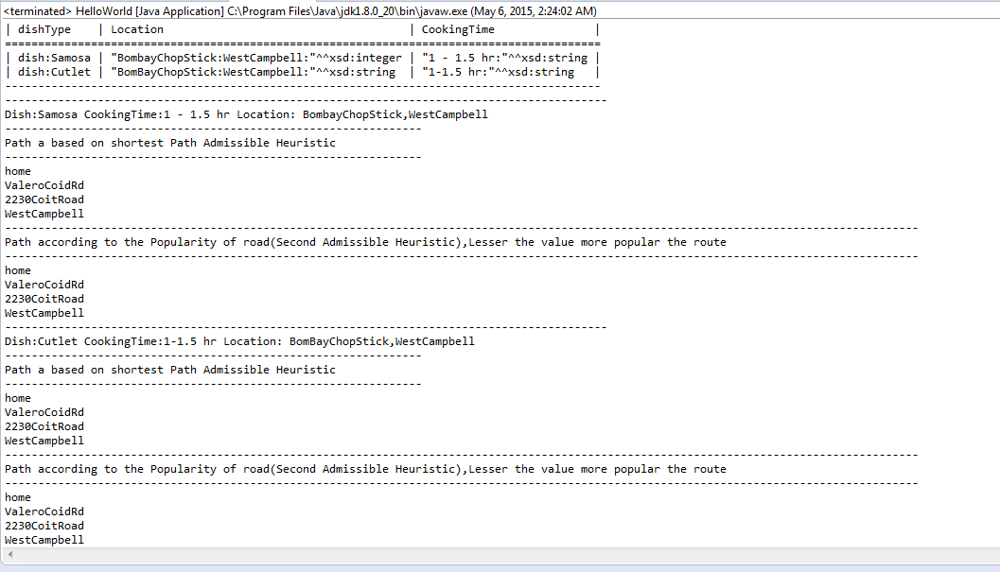 <terminated> HelloWorld [Java Application] C:\Program Files\Java\jdk1.8.0_20\bin\javaw.exe (May 6, 2015, 2:24:02 AM)
| dishType    | Location                                    | CookingTime               |
==========================================================================================
| dish:Samosa | "BombayChopStick:WestCampbell:"^^xsd:integer | "1 - 1.5 hr:"^^xsd:string |
| dish:Cutlet | "BomBayChopStick:WestCampbell:"^^xsd:string  | "1-1.5 hr:"^^xsd:string   |
------------------------------------------------------------------------------------------
--------------------------------------------------------------------------------------------
Dish:Samosa CookingTime:1 - 1.5 hr Location: BombayChopStick,WestCampbell
---------------------------------------------------------------
Path a based on shortest Path Admissible Heuristic
---------------------------------------------------------------
home
ValeroCoidRd
2230CoitRoad
WestCampbell
------------------------------------------------------------------------------------------------------------------------------------------
Path according to the Popularity of road(Second Admissible Heuristic),Lesser the value more popular the route
------------------------------------------------------------------------------------------------------------------------------------------
home
ValeroCoidRd
2230CoitRoad
WestCampbell
--------------------------------------------------------------------------------------------
Dish:Cutlet CookingTime:1-1.5 hr Location: BomBayChopStick,WestCampbell
---------------------------------------------------------------
Path a based on shortest Path Admissible Heuristic
---------------------------------------------------------------
home
ValeroCoidRd
2230CoitRoad
WestCampbell
------------------------------------------------------------------------------------------------------------------------------------------
Path according to the Popularity of road(Second Admissible Heuristic),Lesser the value more popular the route
------------------------------------------------------------------------------------------------------------------------------------------
home
ValeroCoidRd
2230CoitRoad
WestCampbell